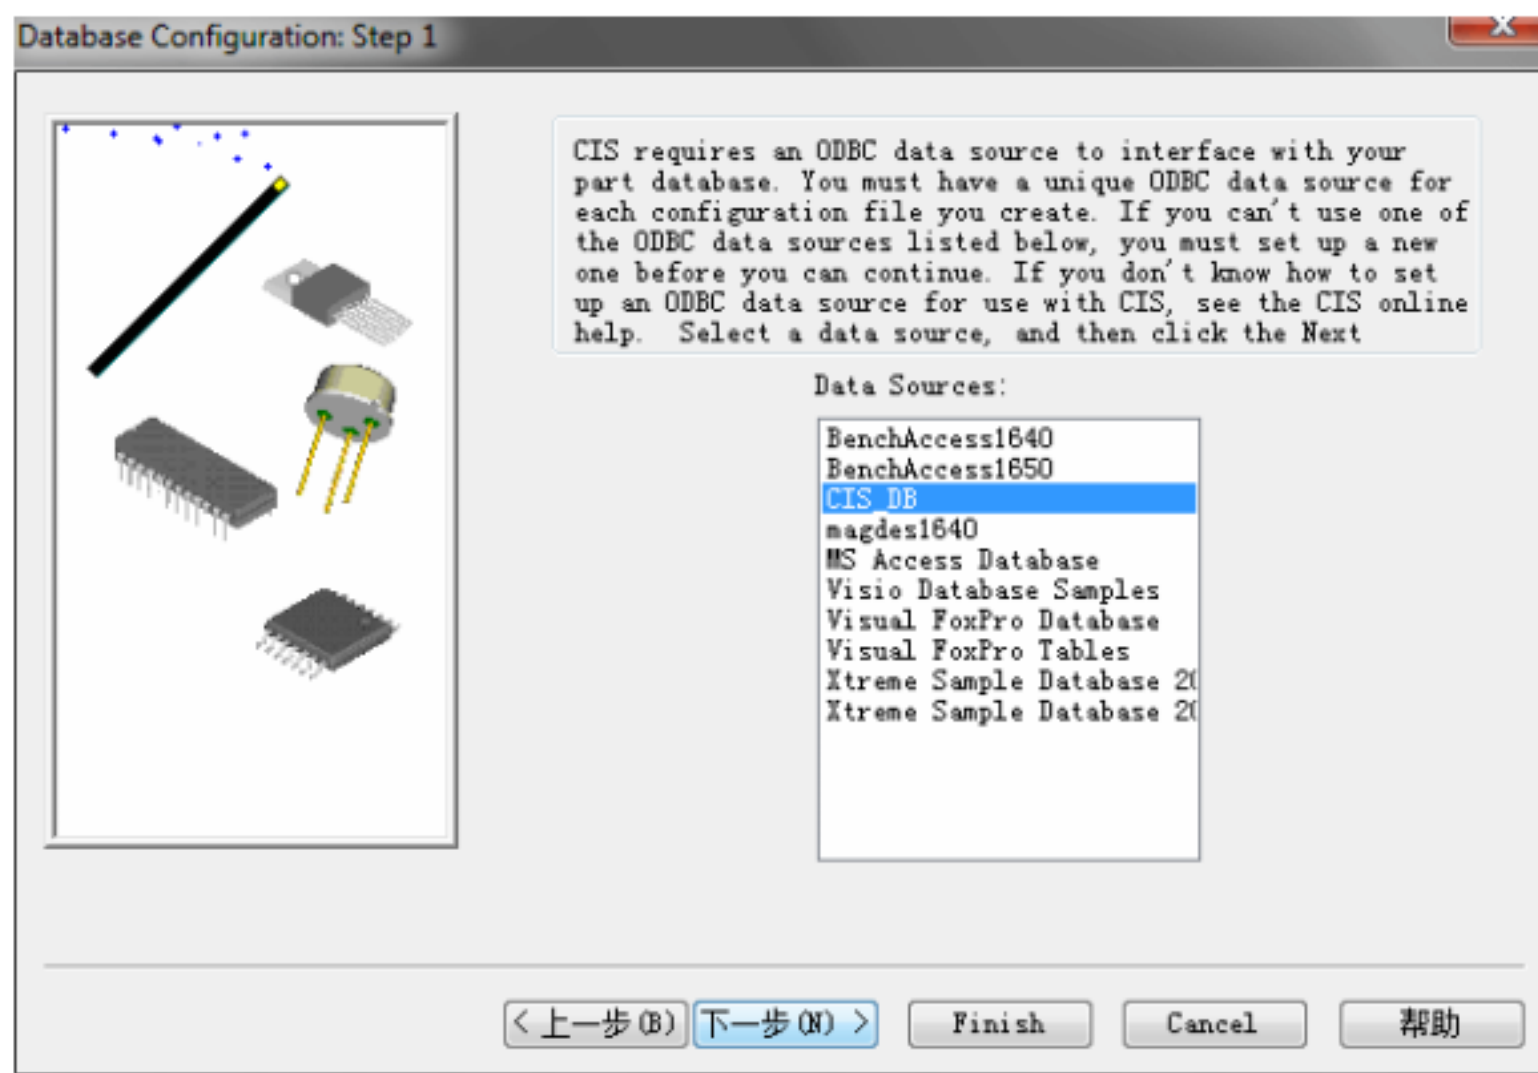 Database Configuration: Step 1
CIS requires an ODBC data source to interface with your
part database. You must have a unique ODBC data source for
each configuration file you create. If you can't use one of
the ODBC data sources listed below, you must set up a new
one before you can continue. If you don't know how to set
up an ODBC data source for use with CIS, see the CIS online
help. Select a data source, and then click the Next
Data Sources:
BenchAccess1640
BenchAccess1650
CIS_DB
magdes1640
MS Access Database
Visio Database Samples
Visual FoxPro Database
Visual FoxPro Tables
Xtreme Sample Database 20
Xtreme Sample Database 20
< 上一步(B) 下一步(N) > Finish Cancel 帮助